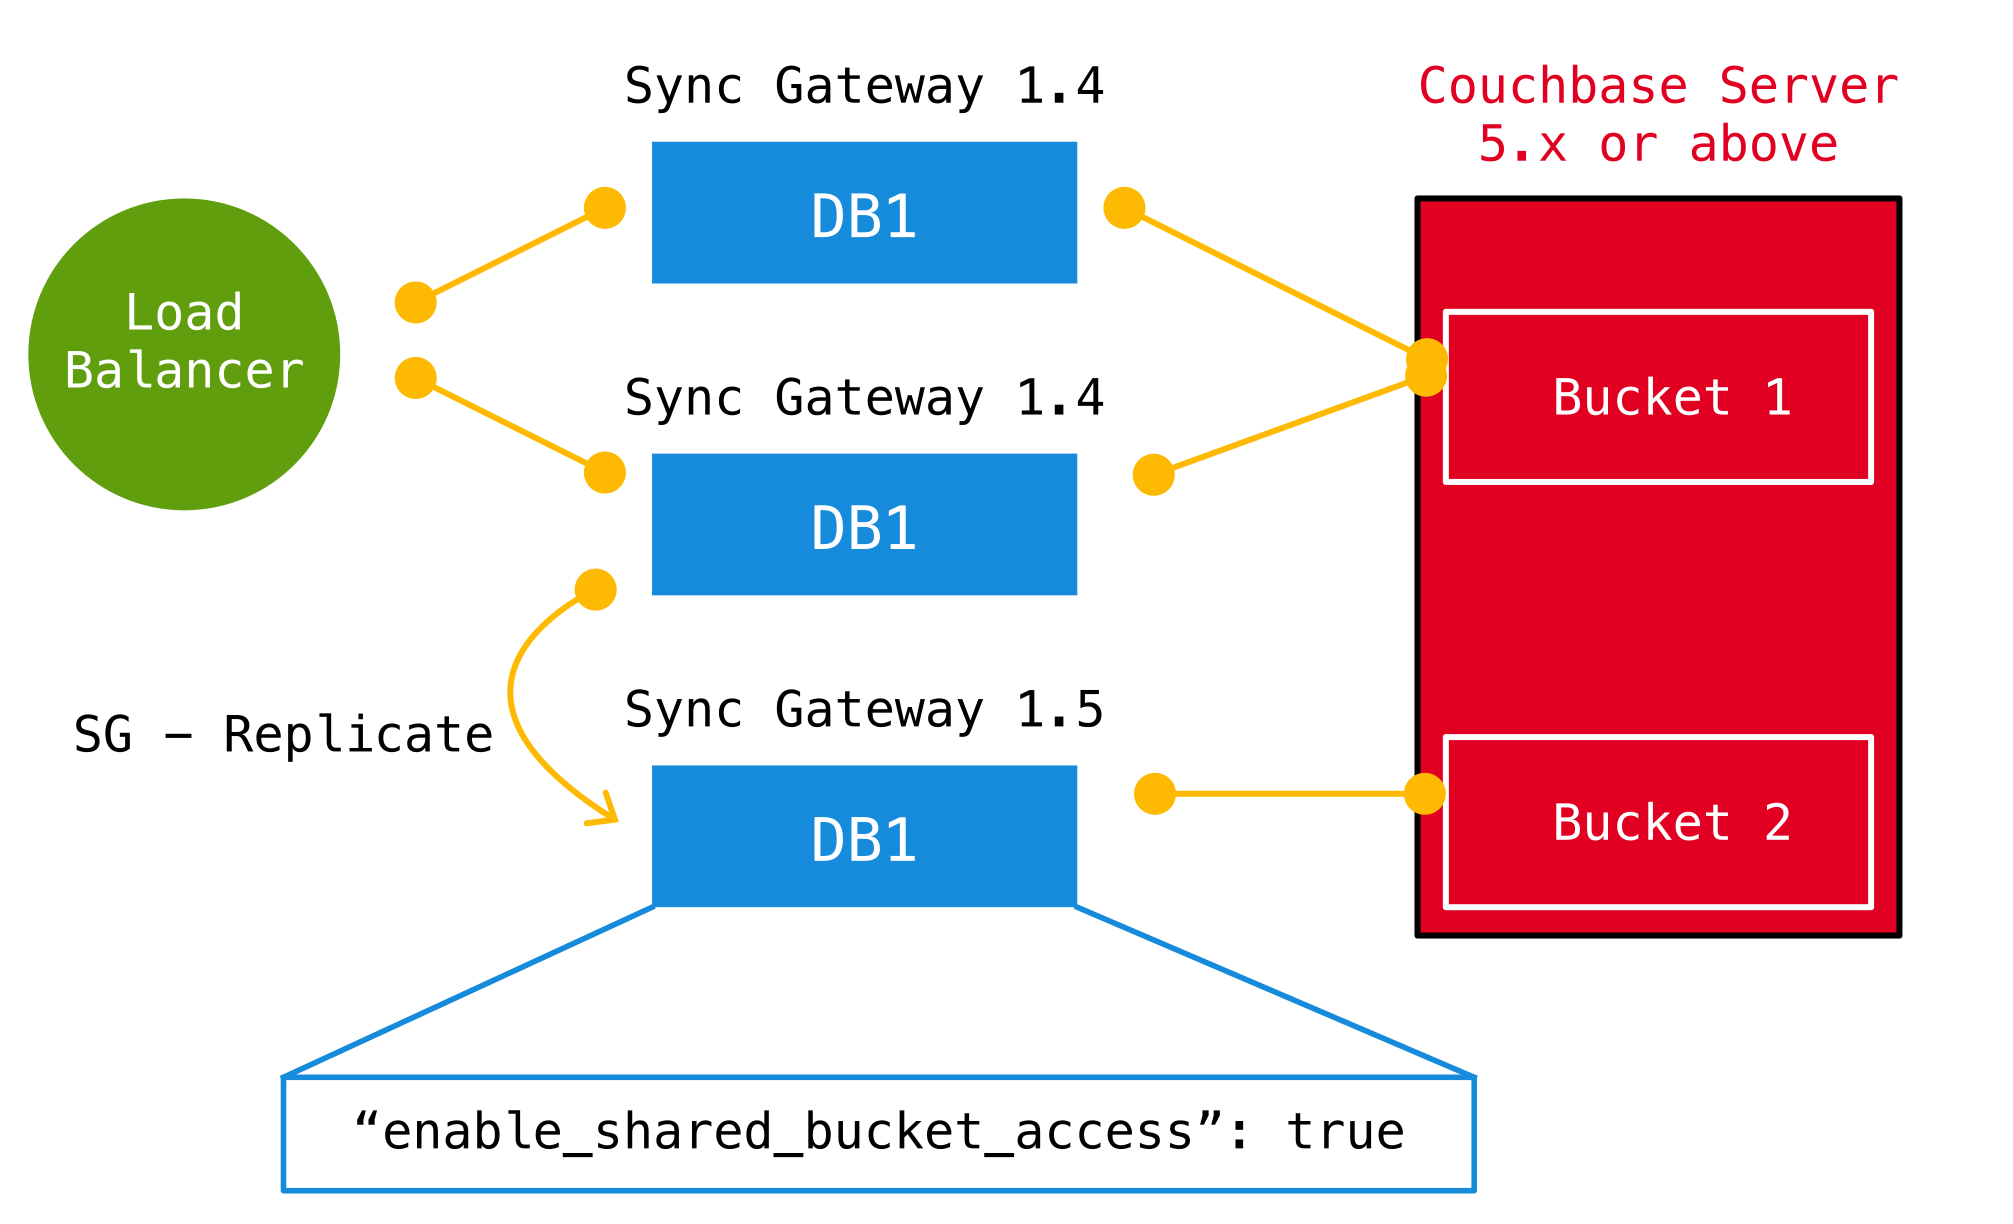 Sync Gateway 1.4
Couchbase Server
5.x or above
DB1
Load
Balancer
Sync Gateway 1.4
Bucket 1
DB1
SG – Replicate
Sync Gateway 1.5
DB1
Bucket 2
“enable_shared_bucket_access”: true